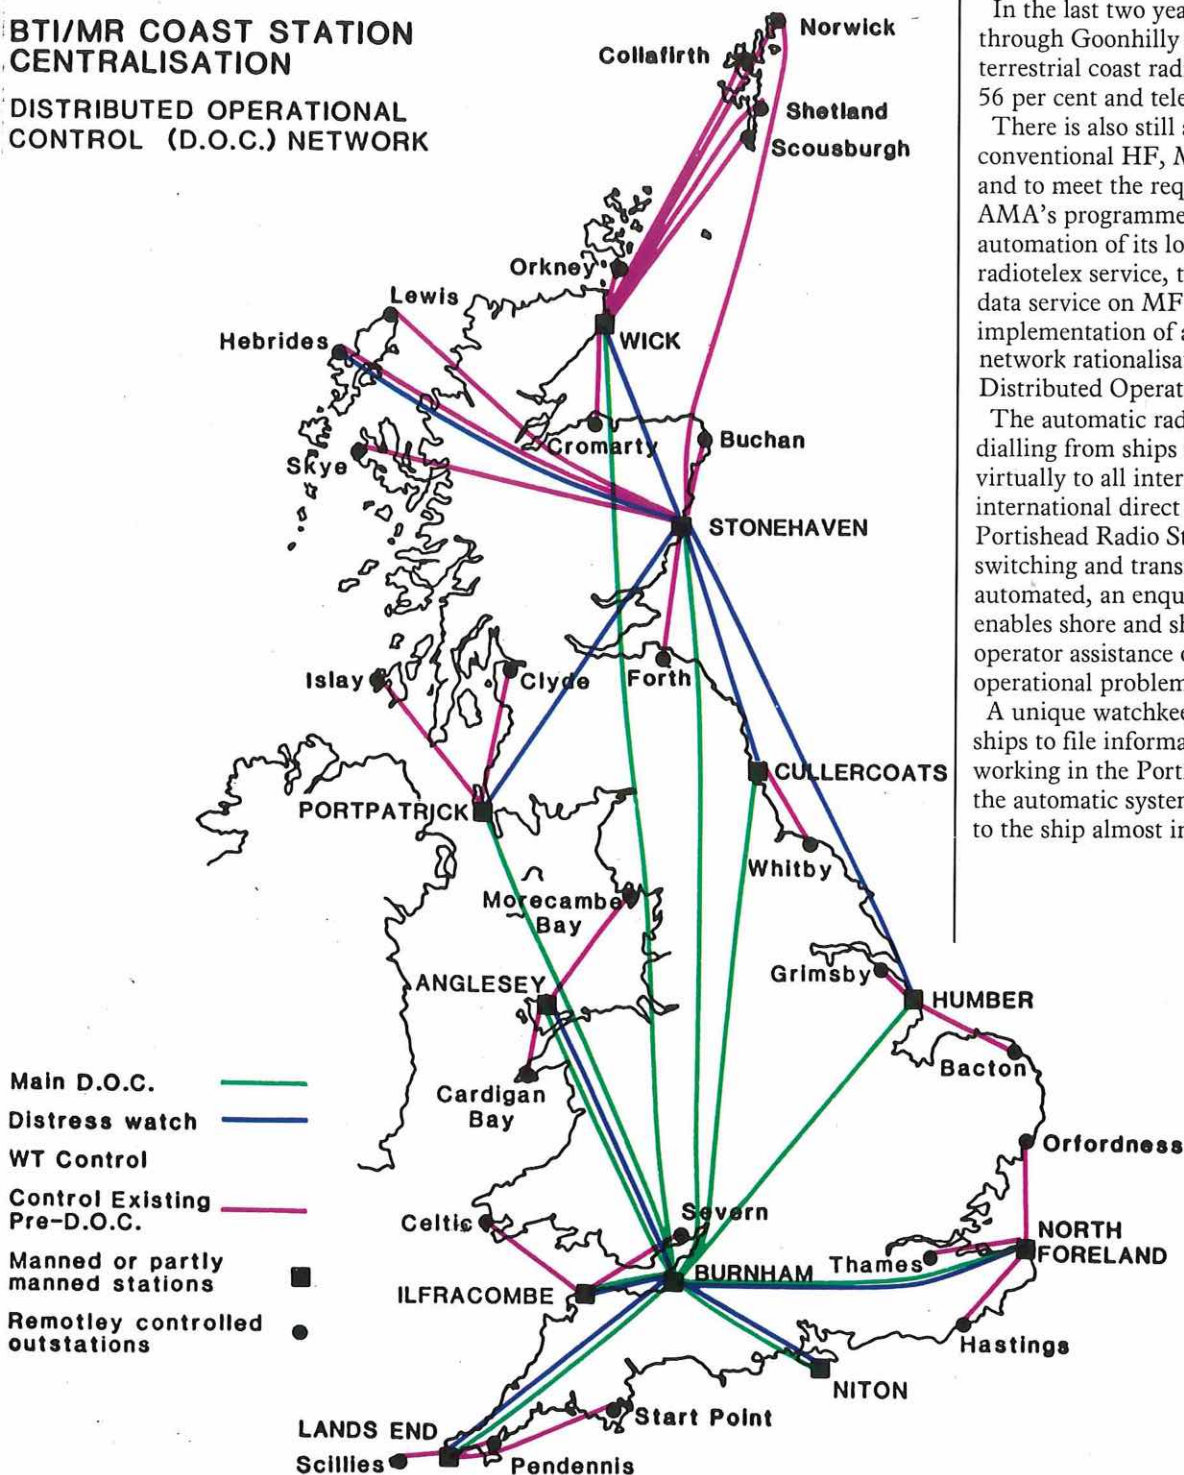 BTI/MR COAST STATION
CENTRALISATION
DISTRIBUTED OPERATIONAL
CONTROL (D.O.C.) NETWORK
Norwick
Collafirth
Shetland
Scousburgh
Orkney
Lewis
WICK
Hebrides
Cromarty
Buchan
Skye
STONEHAVEN
Islay
Clyde
Forth
CULLERCOATS
PORTPATRICK
Whitby
Morecambe
Bay
Grimsby
ANGLESEY
HUMBER
Bacton
Cardigan
Bay
Orfordness
Celtic
Severn
NORTH
FORELAND
Thames
BURNHAM
ILFRACOMBE
Hastings
NITON
Start Point
LANDS END
Scillies
Pendennis
Main D.O.C.
Distress watch
WT Control
Control Existing
Pre-D.O.C.
Manned or partly
manned stations
Remotley controlled
outstations
In the last two yea
through Goonhilly
terrestrial coast radi
56 per cent and tele
There is also still a
conventional HF, M
and to meet the req
AMA's programme
automation of its lo
radiotelex service, t
data service on MF
implementation of a
network rationalisa
Distributed Operat
The automatic rad
dialling from ships
virtually to all inter
international direct
Portishead Radio St
switching and trans
automated, an enqu
enables shore and sh
operator assistance o
operational problem
A unique watchkee
ships to file informa
working in the Porti
the automatic system
to the ship almost in